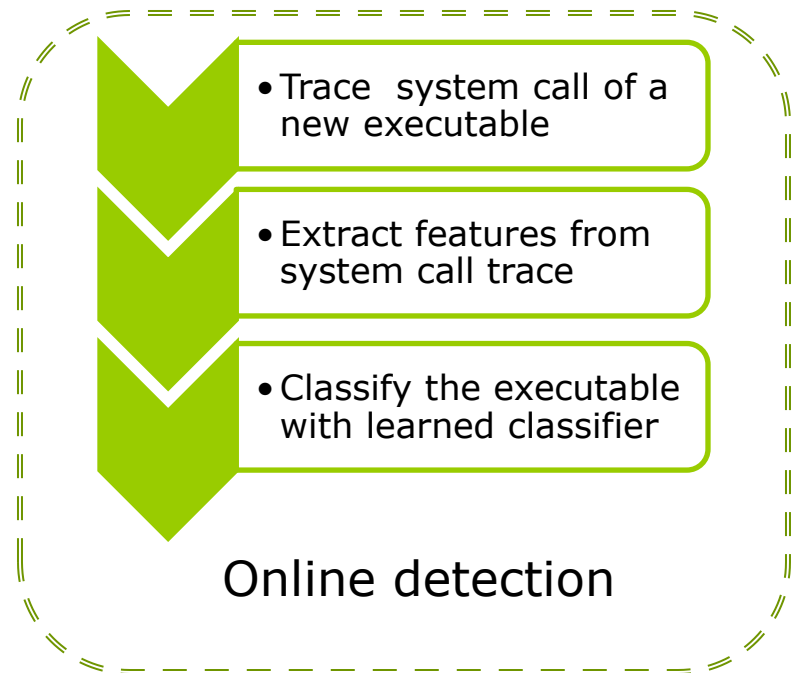 • Trace system call of a
new executable
• Extract features from
system call trace
• Classify the executable
with learned classifier
Online detection